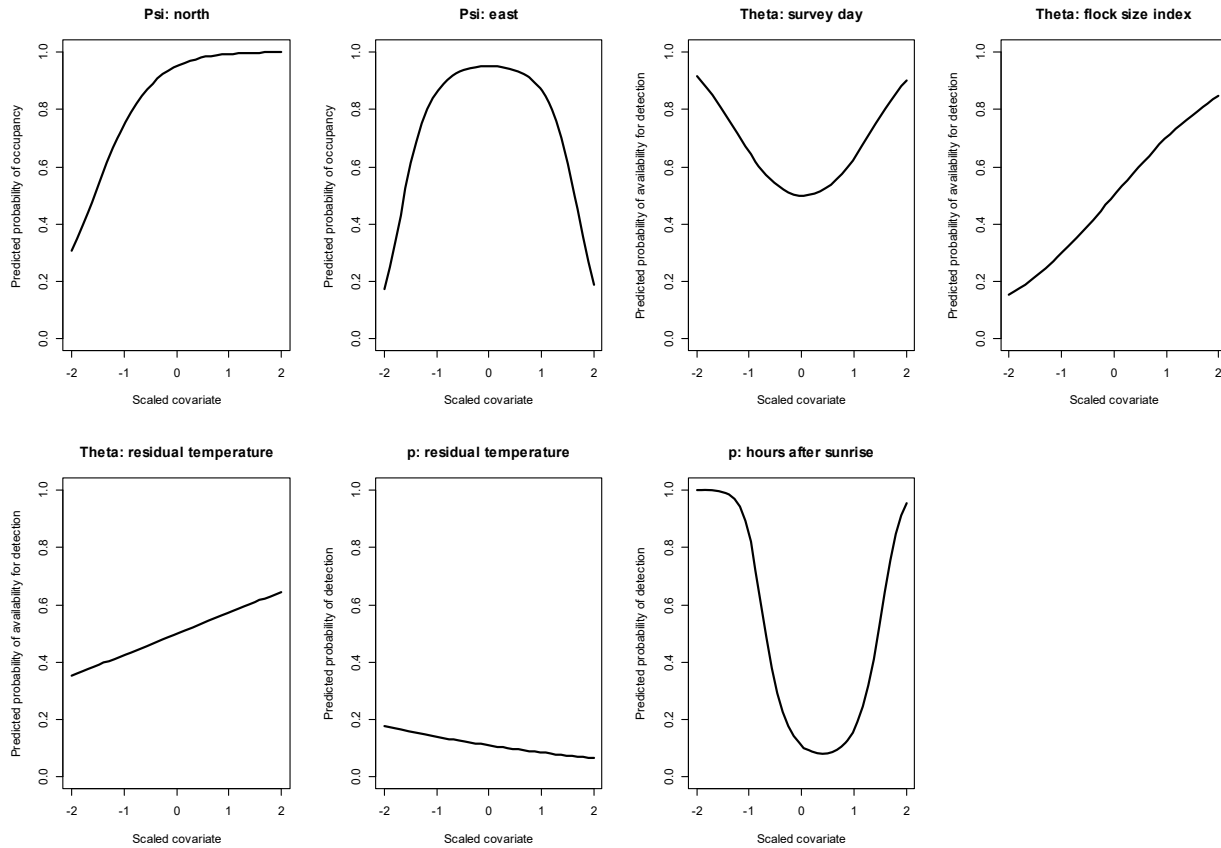 Psi: north
Predicted probability of occupancy
0.0 0.2 0.4 0.6 0.8 1.0
-2 -1 0 1 2
Scaled covariate
Psi: east
Predicted probability of occupancy
0.0 0.2 0.4 0.6 0.8 1.0
-2 -1 0 1 2
Scaled covariate
Theta: survey day
Predicted probability of availability for detection
0.0 0.2 0.4 0.6 0.8 1.0
-2 -1 0 1 2
Scaled covariate
Theta: flock size index
Predicted probability of availability for detection
0.0 0.2 0.4 0.6 0.8 1.0
-2 -1 0 1 2
Scaled covariate
Theta: residual temperature
Predicted probability of availability for detection
0.0 0.2 0.4 0.6 0.8 1.0
-2 -1 0 1 2
Scaled covariate
p: residual temperature
Predicted probability of detection
0.0 0.2 0.4 0.6 0.8 1.0
-2 -1 0 1 2
Scaled covariate
p: hours after sunrise
Predicted probability of detection
0.0 0.2 0.4 0.6 0.8 1.0
-2 -1 0 1 2
Scaled covariate